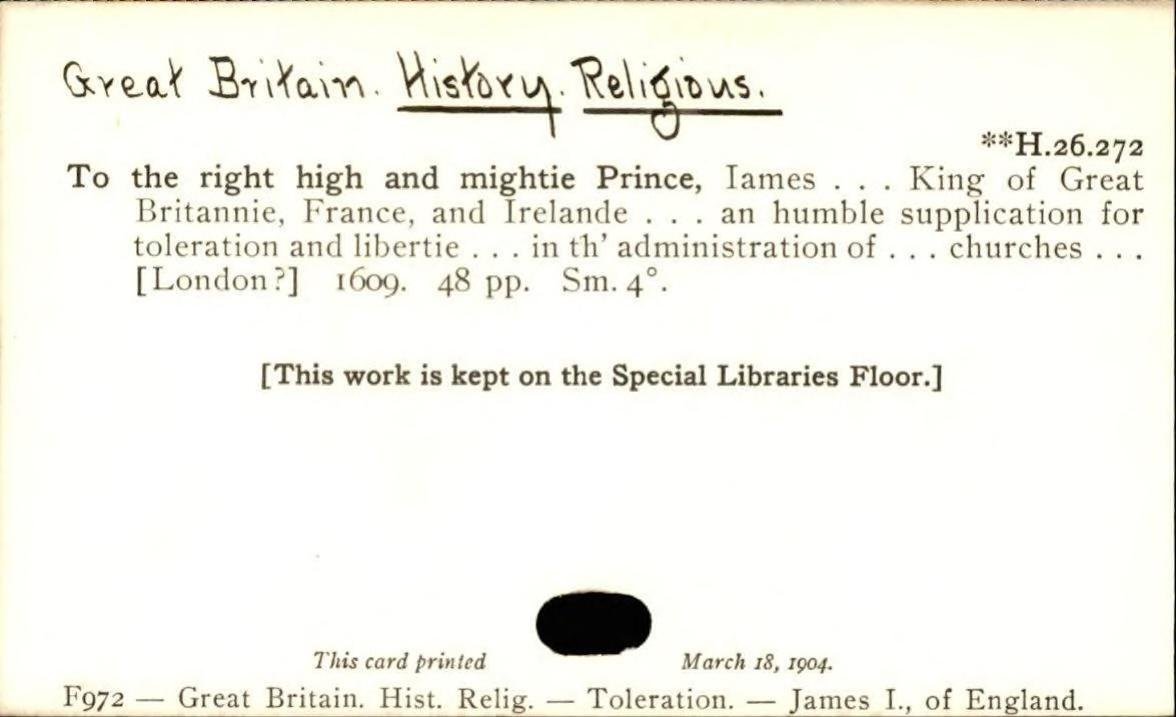 Great Britain. History. Religious.
**H.26.272
To the right high and mightie Prince, Iames . . . King of Great
Britannie, France, and Irelande . . . an humble supplication for
toleration and libertie . . . in th' administration of . . . churches . . .
[London?] 1609. 48 pp. Sm. 4°.
[This work is kept on the Special Libraries Floor.]
This card printed March 18, 1904.
F972 — Great Britain. Hist. Relig. — Toleration. — James I., of England.